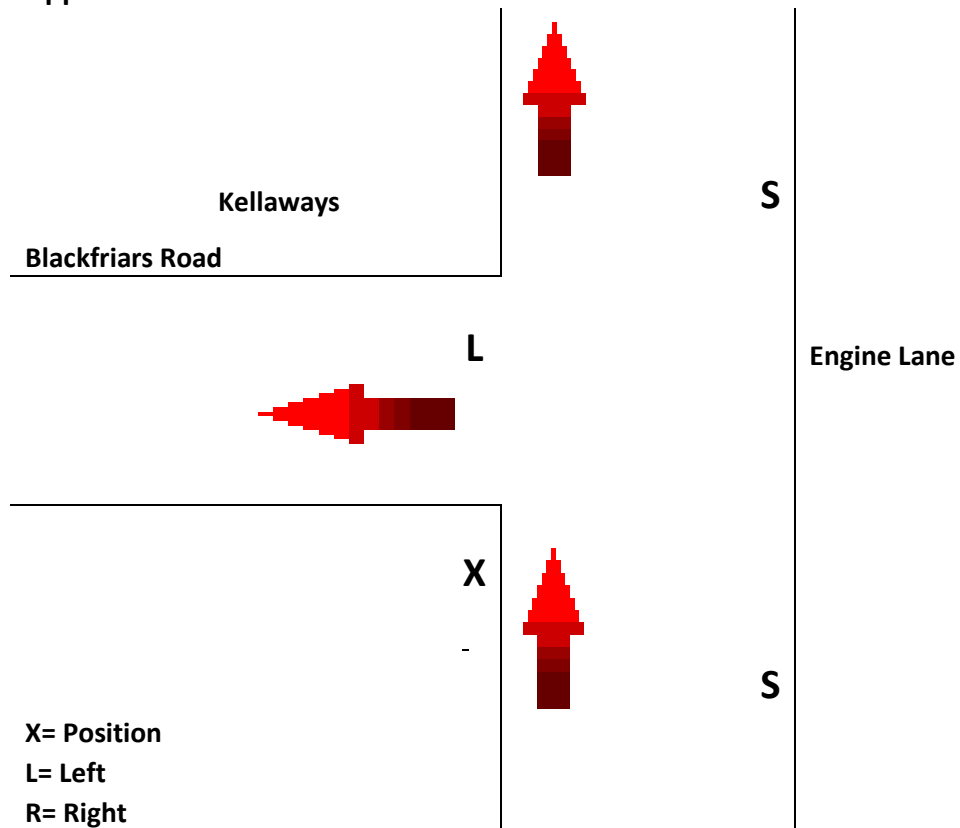 S
Kellaways
Blackfriars Road
L
Engine Lane
X
S
X= Position
L= Left
R= Right